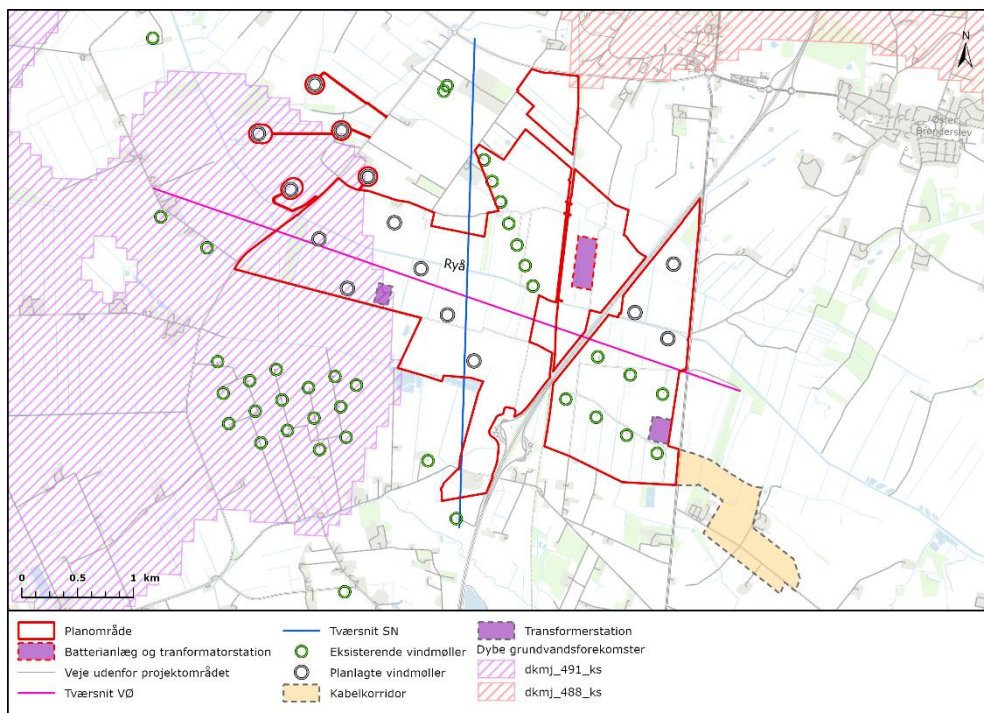 N
Øster
Brønderslev
Ryå
0 0.5 1 km
Planområde
Batterianlæg og tranformatorstation
Veje udenfor projektområdet
Tværsnit VØ
Tværsnit SN
Eksisterende vindmøller
Planlagte vindmøller
Kabelkorridor
Transformerstation
Dybe grundvandsforekomster
dkmj_491_ks
dkmj_488_ks